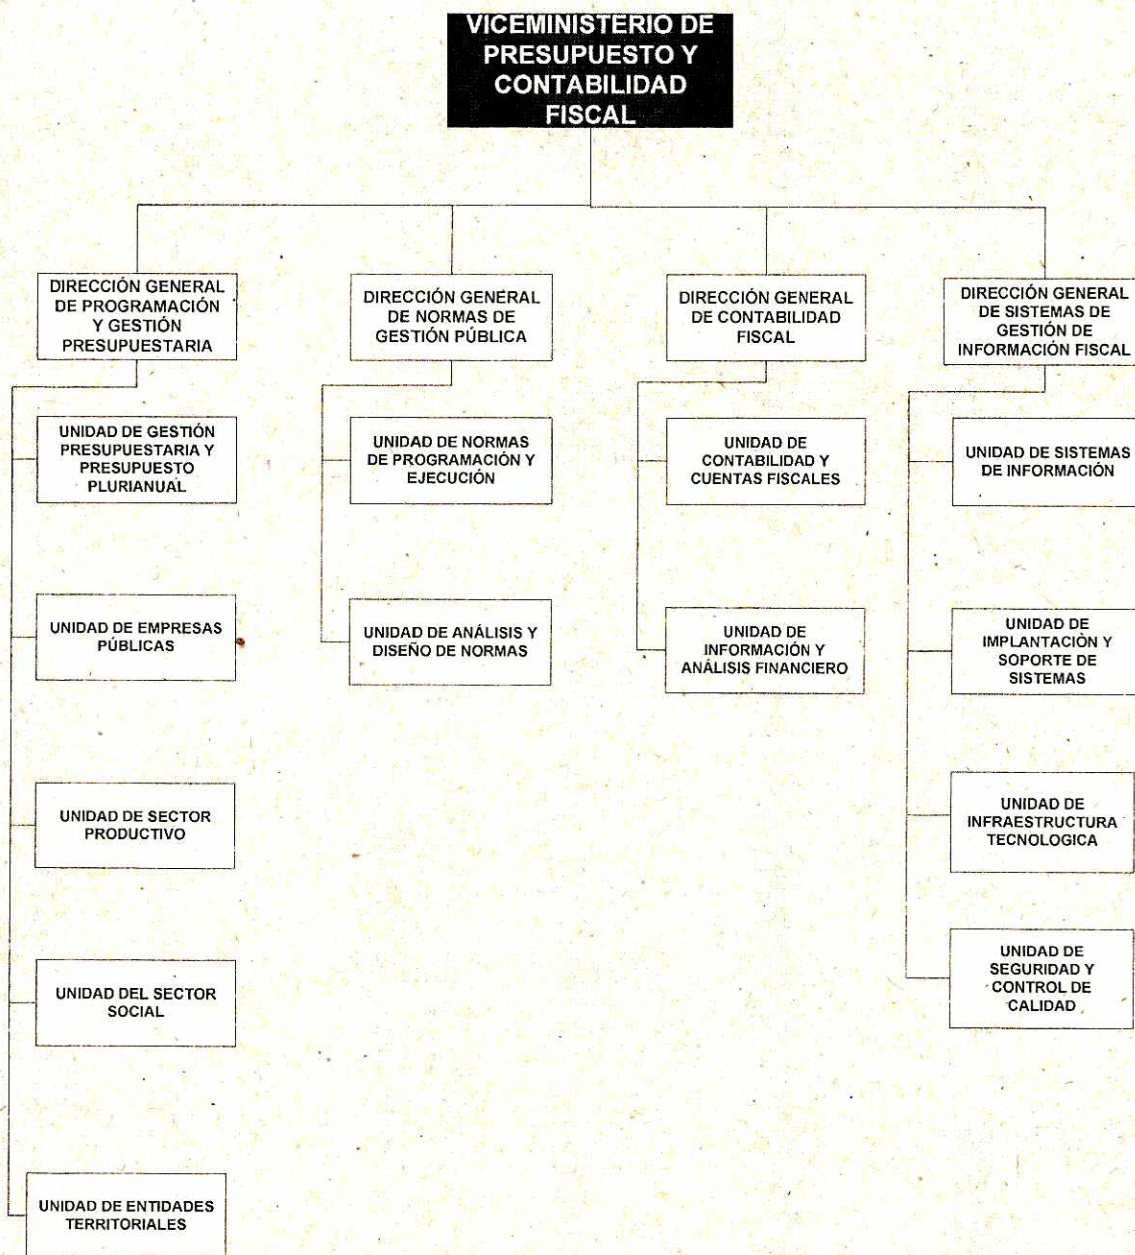 VICEMINISTERIO DE
PRESUPUESTO Y
CONTABILIDAD
FISCAL
DIRECCIÓN GENERAL
DE PROGRAMACIÓN
Y GESTIÓN
PRESUPUESTARIA
UNIDAD DE GESTIÓN
PRESUPUESTARIA Y
PRESUPUESTO
PLURIANUAL
UNIDAD DE EMPRESAS
PÚBLICAS
UNIDAD DE SECTOR
PRODUCTIVO
UNIDAD DEL SECTOR
SOCIAL
UNIDAD DE ENTIDADES
TERRITORIALES
DIRECCIÓN GENERAL
DE NORMAS DE
GESTIÓN PÚBLICA
UNIDAD DE NORMAS
DE PROGRAMACIÓN Y
EJECUCIÓN
UNIDAD DE ANÁLISIS Y
DISEÑO DE NORMAS
DIRECCIÓN GENERAL
DE CONTABILIDAD
FISCAL
UNIDAD DE
CONTABILIDAD Y
CUENTAS FISCALES
UNIDAD DE
INFORMACIÓN Y
ANÁLISIS FINANCIERO
DIRECCIÓN GENERAL
DE SISTEMAS DE
GESTIÓN DE
INFORMACIÓN FISCAL
UNIDAD DE SISTEMAS
DE INFORMACIÓN
UNIDAD DE
IMPLANTACIÓN Y
SOPORTE DE
SISTEMAS
UNIDAD DE
INFRAESTRUCTURA
TECNOLOGICA
UNIDAD DE
SEGURIDAD Y
CONTROL DE
CALIDAD